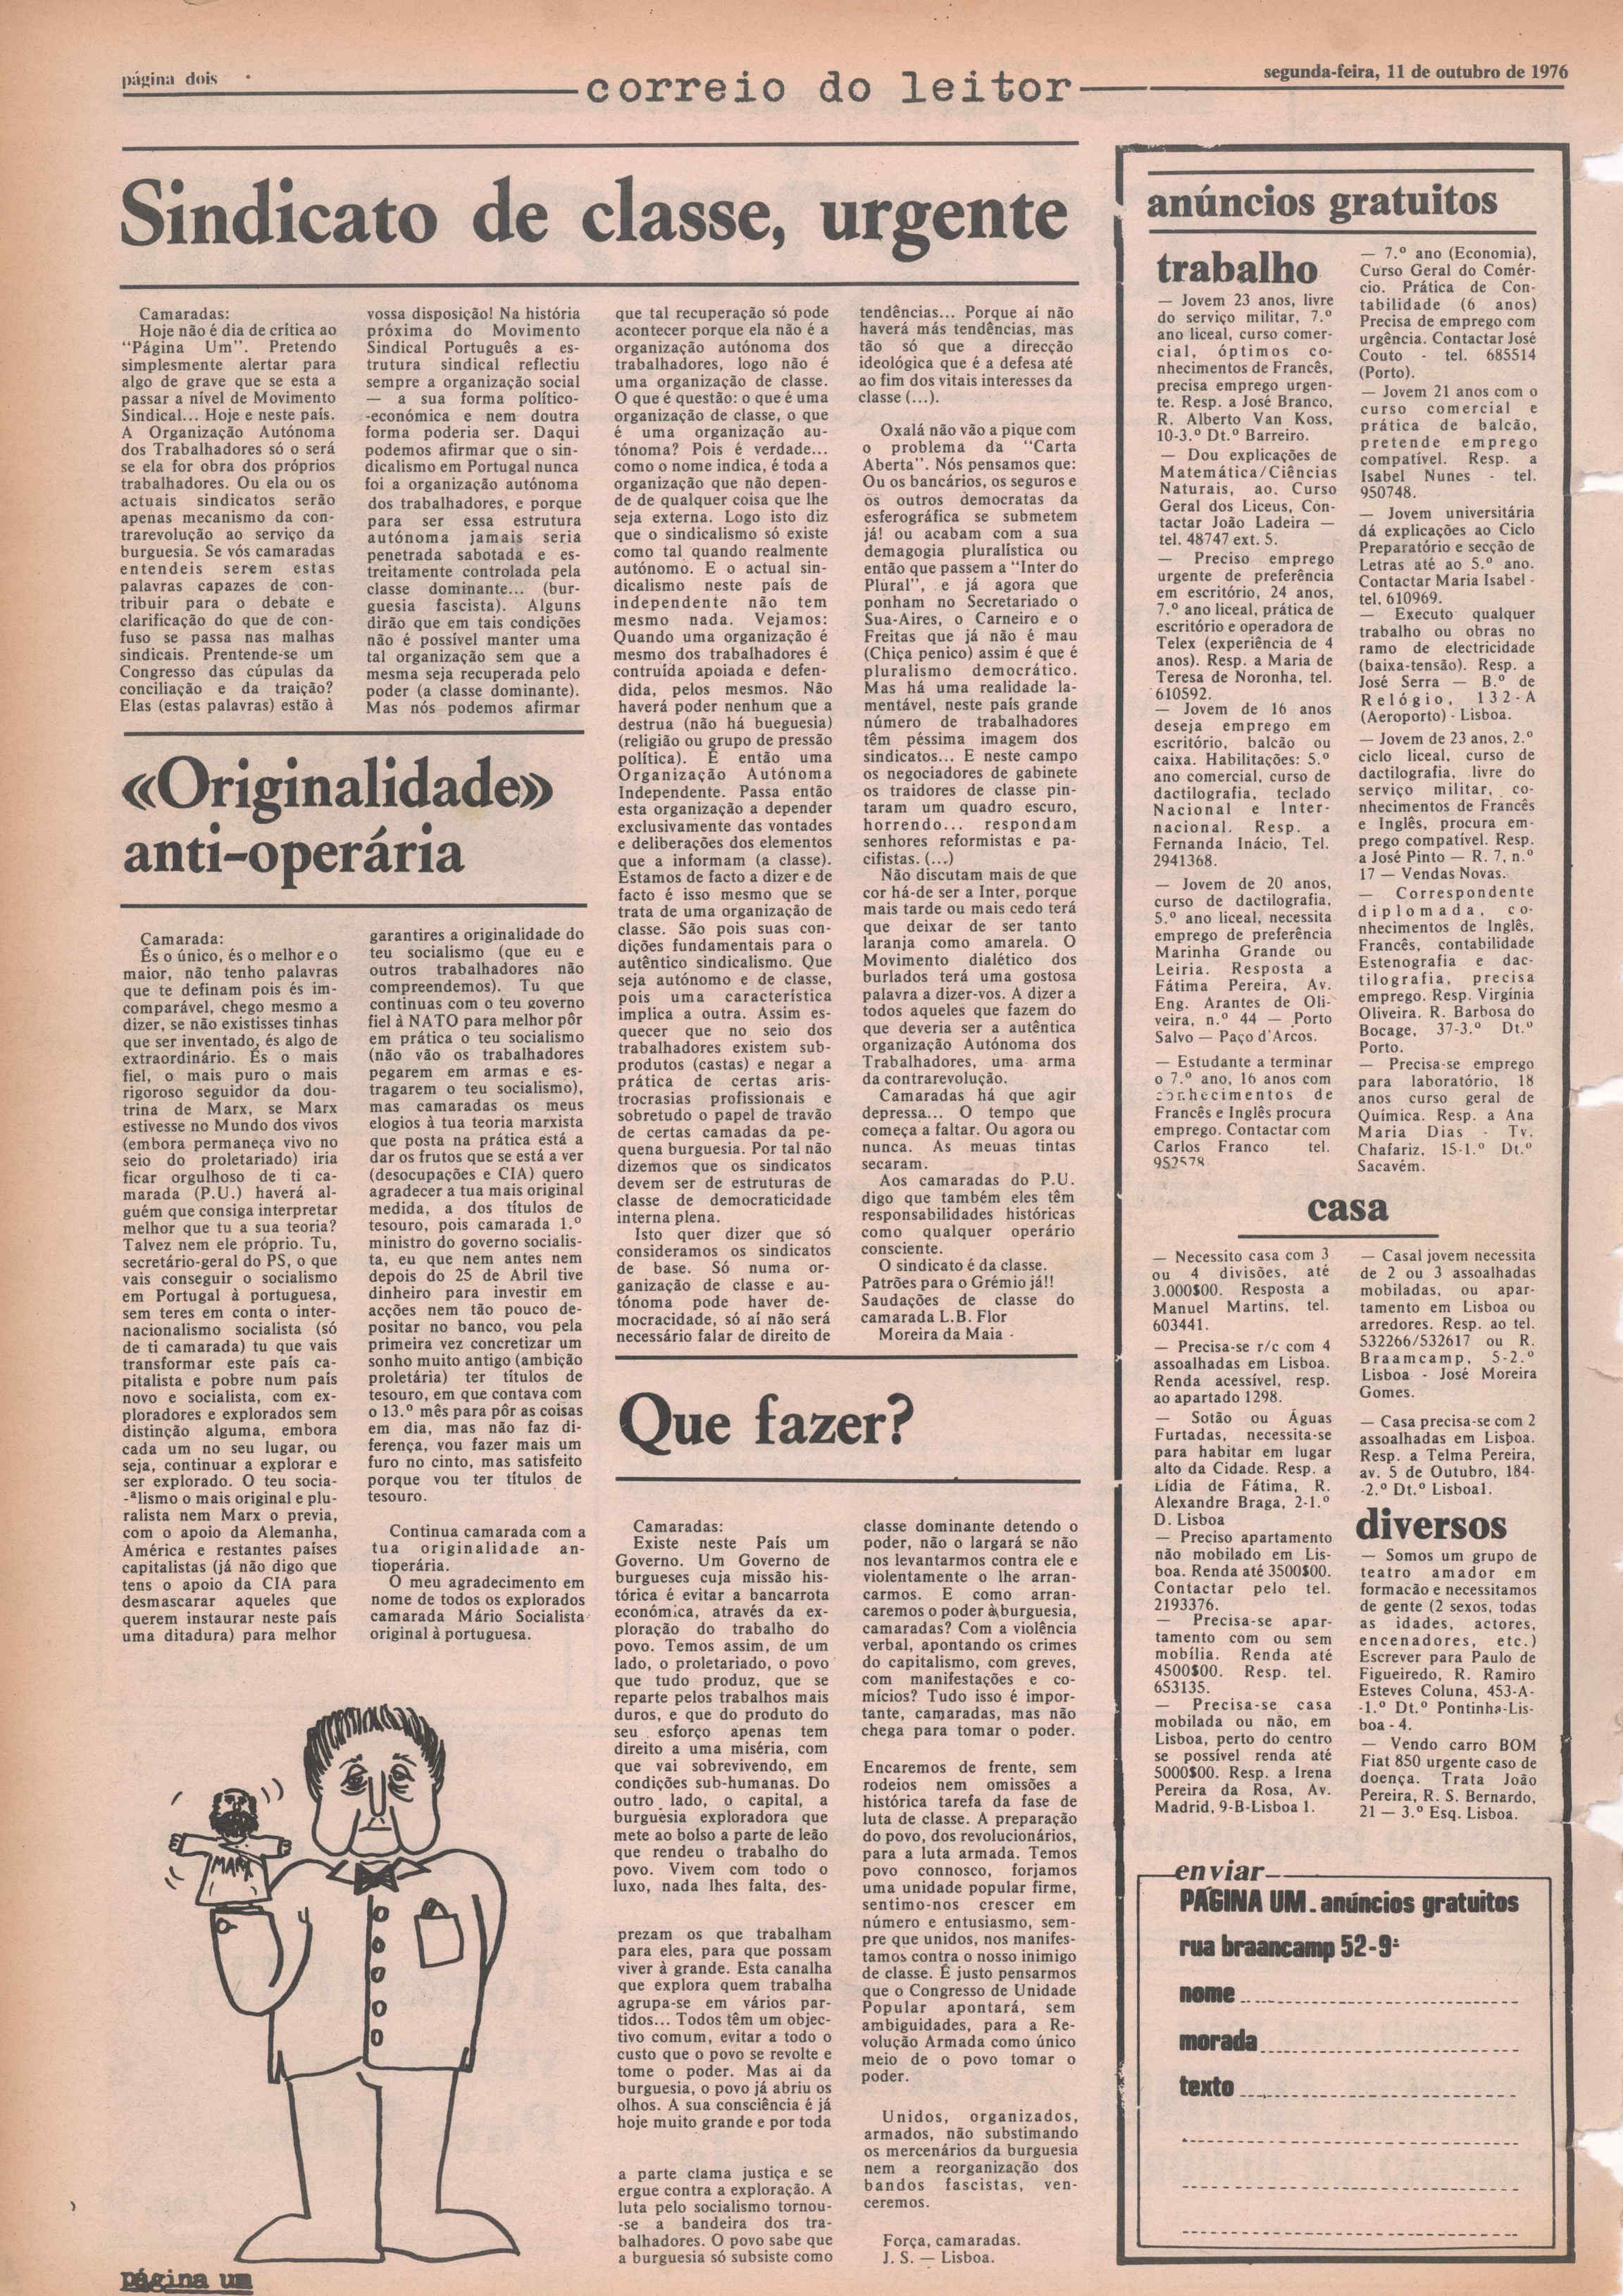 página dois
correio do leitor
segunda-feira, 11 de outubro de 1976
Sindicato de classe, urgente
Camaradas:
Hoje não é dia de crítica ao
"Página Um". Pretendo
simplesmente alertar para
algo de grave que se esta a
passar a nível de Movimento
Sindical... Hoje e neste país.
A Organização Autónoma
dos Trabalhadores só o será
se ela for obra dos próprios
trabalhadores. Ou ela ou os
actuais sindicatos serão
apenas mecanismo da con-
trarevolução ao serviço da
burguesia. Se vós camaradas
entendeis serem estas
palavras capazes de con-
tribuir para o debate e
clarificação do que de con-
fuso se passa nas malhas
sindicais. Prentende-se um
Congresso das cúpulas da
conciliação e da traição?
Elas (estas palavras) estão à
vossa disposição! Na história
próxima do Movimento
Sindical Português a es-
trutura sindical reflectiu
sempre a organização social
— a sua forma político-
-económica e nem doutra
forma poderia ser. Daqui
podemos afirmar que o sin-
dicalismo em Portugal nunca
foi a organização autónoma
dos trabalhadores, e porque
para ser essa estrutura
autónoma jamais seria
penetrada sabotada e es-
treitamente controlada pela
classe dominante... (bur-
guesia fascista). Alguns
dirão que em tais condições
não é possível manter uma
tal organização sem que a
mesma seja recuperada pelo
poder (a classe dominante).
Mas nós podemos afirmar
que tal recuperação só pode
acontecer porque ela não é a
organização autónoma dos
trabalhadores, logo não é
uma organização de classe.
O que é questão: o que é uma
organização de classe, o que
é uma organização au-
tónoma? Pois é verdade...
como o nome indica, é toda a
organização que não depen-
de de qualquer coisa que lhe
seja externa. Logo isto diz
que o sindicalismo só existe
como tal quando realmente
autónomo. E o actual sin-
dicalismo neste país de
independente não tem
mesmo nada. Vejamos:
Quando uma organização é
mesmo dos trabalhadores é
contruída apoiada e defen-
dida, pelos mesmos. Não
haverá poder nenhum que a
destrua (não há bueguesia)
(religião ou grupo de pressão
política). E então uma
Organização Autónoma
Independente. Passa então
esta organização a depender
exclusivamente das vontades
e deliberações dos elementos
que a informam (a classe).
Estamos de facto a dizer e de
facto é isso mesmo que se
trata de uma organização de
classe. São pois suas con-
dições fundamentais para o
autêntico sindicalismo. Que
seja autónomo e de classe,
pois uma característica
implica a outra. Assim es-
quecer que no seio dos
trabalhadores existem sub-
produtos (castas) e negar a
prática de certas aris-
trocrasias profissionais e
sobretudo o papel de travão
de certas camadas da pe-
quena burguesia. Por tal não
dizemos que os sindicatos
devem ser de estruturas de
classe de democraticidade
interna plena.
Isto quer dizer que só
consideramos os sindicatos
de base. Só numa or-
ganização de classe e au-
tónoma pode haver de-
mocracidade, só aí não será
necessário falar de direito de
tendências... Porque aí não
haverá más tendências, mas
tão só que a direcção
ideológica que é a defesa até
ao fim dos vitais interesses da
classe (...).
Oxalá não vão a pique com
o problema da "Carta
Aberta". Nós pensamos que:
Ou os bancários, os seguros e
os outros democratas da
esferográfica se submetem
já! ou acabam com a sua
demagogia pluralística ou
então que passem a "Inter do
Plural", e já agora que
ponham no Secretariado o
Sua-Aires, o Carneiro e o
Freitas que já não é mau
(Chiça penico) assim é que é
pluralismo democrático.
Mas há uma realidade la-
mentável, neste país grande
número de trabalhadores
têm péssima imagem dos
sindicatos... E neste campo
os negociadores de gabinete
os traidores de classe pin-
taram um quadro escuro,
horrendo... respondam
senhores reformistas e pa-
cifistas. (...)
Não discutam mais de que
cor há-de ser a Inter, porque
mais tarde ou mais cedo terá
que deixar de ser tanto
laranja como amarela. O
Movimento dialético dos
burlados terá uma gostosa
palavra a dizer-vos. A dizer a
todos aqueles que fazem do
que deveria ser a autêntica
organização Autónoma dos
Trabalhadores, uma arma
da contrarevolução.
Camaradas há que agir
depressa... O tempo que
começa a faltar. Ou agora ou
nunca. As meuas tintas
secaram.
Aos camaradas do P.U.
digo que também eles têm
responsabilidades históricas
como qualquer operário
consciente.
O sindicato é da classe.
Patrões para o Grémio já!!
Saudações de classe do
camarada L.B. Flor
Moreira da Maia -
«Originalidade»
anti-operária
Camarada:
És o único, és o melhor e o
maior, não tenho palavras
que te definam pois és im-
comparável, chego mesmo a
dizer, se não existisses tinhas
que ser inventado, és algo de
extraordinário. És o mais
fiel, o mais puro o mais
rigoroso seguidor da dou-
trina de Marx, se Marx
estivesse no Mundo dos vivos
(embora permaneça vivo no
seio do proletariado) iria
ficar orgulhoso de ti ca-
marada (P.U.) haverá al-
guém que consiga interpretar
melhor que tu a sua teoria?
Talvez nem ele próprio. Tu,
secretário-geral do PS, o que
vais conseguir o socialismo
em Portugal à portuguesa,
sem teres em conta o inter-
nacionalismo socialista (só
de ti camarada) tu que vais
transformar este país ca-
pitalista e pobre num país
novo e socialista, com ex-
ploradores e explorados sem
distinção alguma, embora
cada um no seu lugar, ou
seja, continuar a explorar e
ser explorado. O teu socia-
-ªlismo o mais original e plu-
ralista nem Marx o previa,
com o apoio da Alemanha,
América e restantes países
capitalistas (já não digo que
tens o apoio da CIA para
desmascarar aqueles que
querem instaurar neste país
uma ditadura) para melhor
garantires a originalidade do
teu socialismo (que eu e
outros trabalhadores não
compreendemos). Tu que
continuas com o teu governo
fiel à NATO para melhor pôr
em prática o teu socialismo
(não vão os trabalhadores
pegarem em armas e es-
tragarem o teu socialismo),
mas camaradas os meus
elogios à tua teoria marxista
que posta na prática está a
dar os frutos que se está a ver
(desocupações e CIA) quero
agradecer a tua mais original
medida, a dos títulos de
tesouro, pois camarada 1.º
ministro do governo socialis-
ta, eu que nem antes nem
depois do 25 de Abril tive
dinheiro para investir em
acções nem tão pouco de-
positar no banco, vou pela
primeira vez concretizar um
sonho muito antigo (ambição
proletária) ter títulos de
tesouro, em que contava com
o 13.º mês para pôr as coisas
em dia, mas não faz di-
ferença, vou fazer mais um
furo no cinto, mas satisfeito
porque vou ter títulos de
tesouro.
Continua camarada com a
tua originalidade an-
tioperária.
O meu agradecimento em
nome de todos os explorados
camarada Mário Socialista
original à portuguesa.
MARX
página um
Que fazer?
Camaradas:
Existe neste País um
Governo. Um Governo de
burgueses cuja missão his-
tórica é evitar a bancarrota
económica, através da ex-
ploração do trabalho do
povo. Temos assim, de um
lado, o proletariado, o povo
que tudo produz, que se
reparte pelos trabalhos mais
duros, e que do produto do
seu esforço apenas tem
direito a uma miséria, com
que vai sobrevivendo, em
condições sub-humanas. Do
outro lado, o capital, a
burguesia exploradora que
mete ao bolso a parte de leão
que rendeu o trabalho do
povo. Vivem com todo o
luxo, nada lhes falta, des-
prezam os que trabalham
para eles, para que possam
viver à grande. Esta canalha
que explora quem trabalha
agrupa-se em vários par-
tidos... Todos têm um objec-
tivo comum, evitar a todo o
custo que o povo se revolte e
tome o poder. Mas ai da
burguesia, o povo já abriu os
olhos. A sua consciência é já
hoje muito grande e por toda
a parte clama justiça e se
ergue contra a exploração. A
luta pelo socialismo tornou-
-se a bandeira dos tra-
balhadores. O povo sabe que
a burguesia só subsiste como
classe dominante detendo o
poder, não o largará se não
nos levantarmos contra ele e
violentamente o lhe arran-
carmos. E como arran-
caremos o poder à burguesia,
camaradas? Com a violência
verbal, apontando os crimes
do capitalismo, com greves,
com manifestações e co-
mícios? Tudo isso é impor-
tante, camaradas, mas não
chega para tomar o poder.
Encaremos de frente, sem
rodeios nem omissões a
histórica tarefa da fase de
luta de classe. A preparação
do povo, dos revolucionários,
para a luta armada. Temos
povo connosco, forjamos
uma unidade popular firme,
sentimo-nos crescer em
número e entusiasmo, sem-
pre que unidos, nos manifes-
tamos contra o nosso inimigo
de classe. É justo pensarmos
que o Congresso de Unidade
Popular apontará, sem
ambiguidades, para a Re-
volução Armada como único
meio de o povo tomar o
poder.
Unidos, organizados,
armados, não substimando
os mercenários da burguesia
nem a reorganização dos
bandos fascistas, ven-
ceremos.
Força, camaradas.
J. S. — Lisboa.
anúncios gratuitos
trabalho
— Jovem 23 anos, livre
do serviço militar, 7.º
ano liceal, curso comer-
cial, óptimos co-
nhecimentos de Francês,
precisa emprego urgen-
te. Resp. a José Branco,
R. Alberto Van Koss,
10-3.º Dt.º Barreiro.
— Dou explicações de
Matemática/Ciências
Naturais, ao. Curso
Geral dos Liceus, Con-
tactar João Ladeira —
tel. 48747 ext. 5.
— Preciso emprego
urgente de preferência
em escritório, 24 anos,
7.º ano liceal, prática de
escritório e operadora de
Telex (experiência de 4
anos). Resp. a Maria de
Teresa de Noronha, tel.
610592.
— Jovem de 16 anos
deseja emprego em
escritório, balcão ou
caixa. Habilitações: 5.º
ano comercial, curso de
dactilografia, teclado
Nacional e Inter-
nacional. Resp. a
Fernanda Inácio, Tel.
2941368.
— Jovem de 20 anos,
curso de dactilografia,
5.º ano liceal, necessita
emprego de preferência
Marinha Grande ou
Leiria. Resposta a
Fátima Pereira, Av.
Eng. Arantes de Oli-
veira, n.º 44 — Porto
Salvo — Paço d'Arcos.
— Estudante a terminar
o 7.º ano, 16 anos com
conhecimentos de
Francês e Inglês procura
emprego. Contactar com
Carlos Franco tel.
952578
— 7.º ano (Economia),
Curso Geral do Comér-
cio. Prática de Con-
tabilidade (6 anos)
Precisa de emprego com
urgência. Contactar José
Couto - tel. 685514
(Porto).
— Jovem 21 anos com o
curso comercial e
prática de balcão,
pretende emprego
compatível. Resp. a
Isabel Nunes - tel.
950748.
— Jovem universitária
dá explicações ao Ciclo
Preparatório e secção de
Letras até ao 5.º ano.
Contactar Maria Isabel -
tel. 610969.
— Executo qualquer
trabalho ou obras no
ramo de electricidade
(baixa-tensão). Resp. a
José Serra — B.º de
Relógio, 132-A
(Aeroporto) - Lisboa.
— Jovem de 23 anos, 2.º
ciclo liceal, curso de
dactilografia, livre do
serviço militar, co-
nhecimentos de Francês
e Inglês, procura em-
prego compatível. Resp.
a José Pinto — R. 7, n.º
17 — Vendas Novas.
— Correspondente
diplomada, co-
nhecimentos de Inglês,
Francês, contabilidade
Estenografia e dac-
tilografia, precisa
emprego. Resp. Virgínia
Oliveira. R. Barbosa do
Bocage, 37-3.º Dt.º
Porto.
— Precisa-se emprego
para laboratório, 18
anos curso geral de
Química. Resp. a Ana
Maria Dias - Tv.
Chafariz, 15-1.º Dt.º
Sacavém.
casa
— Necessito casa com 3
ou 4 divisões, até
3.000$00. Resposta a
Manuel Martins, tel.
603441.
— Precisa-se r/c com 4
assoalhadas em Lisboa.
Renda acessível, resp.
ao apartado 1298.
— Sotão ou Águas
Furtadas, necessita-se
para habitar em lugar
alto da Cidade. Resp. a
Lídia de Fátima, R.
Alexandre Braga, 2-1.º
D. Lisboa
— Preciso apartamento
não mobilado em Lis-
boa. Renda até 3500$00.
Contactar pelo tel.
2193376.
— Precisa-se apar-
tamento com ou sem
mobília. Renda até
4500$00. Resp. tel.
653135.
— Precisa-se casa
mobilada ou não, em
Lisboa, perto do centro
se possível renda até
5000$00. Resp. a Irena
Pereira da Rosa, Av.
Madrid, 9-B-Lisboa 1.
— Casal jovem necessita
de 2 ou 3 assoalhadas
mobiladas, ou apar-
tamento em Lisboa ou
arredores. Resp. ao tel.
532266/532617 ou R.
Braamcamp, 5-2.º
Lisboa - José Moreira
Gomes.
— Casa precisa-se com 2
assoalhadas em Lisboa.
Resp. a Telma Pereira,
av. 5 de Outubro, 184-
-2.º Dt.º Lisboa1.
diversos
— Somos um grupo de
teatro amador em
formacão e necessitamos
de gente (2 sexos, todas
as idades, actores,
encenadores, etc.)
Escrever para Paulo de
Figueiredo, R. Ramiro
Esteves Coluna, 453-A-
-1.º Dt.º Pontinha-Lis-
boa - 4.
— Vendo carro BOM
Fiat 850 urgente caso de
doença. Trata João
Pereira, R. S. Bernardo,
21 — 3.º Esq. Lisboa.
enviar
PÁGINA UM. anúncios gratuitos
rua braancamp 52-9º
nome
morada
texto